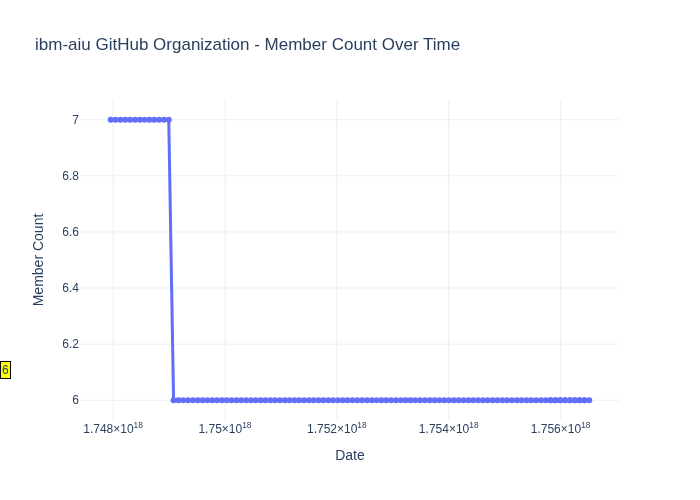 ibm-aiu GitHub Organization - Member Count Over Time
Member Count
7
6.8
6.6
6.4
6.2
6
6
1.748×10¹⁸ 1.75×10¹⁸ 1.752×10¹⁸ 1.754×10¹⁸ 1.756×10¹⁸
Date